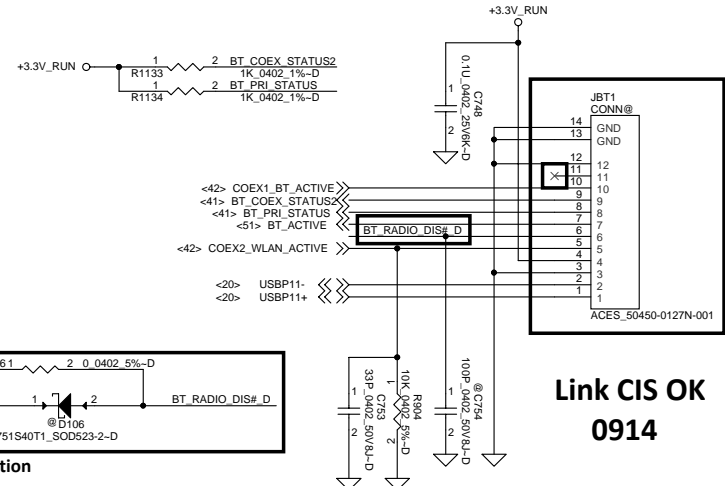 +3.3V_RUN
+3.3V_RUN
1 2 BT_COEX_STATUS2
R1133 1K_0402_1%~D
1 2 BT_PRI_STATUS
R1134 1K_0402_1%~D
1
2
C748
0.1U_0402_25V6K~D
JBT1
CONN@
14 GND
13 GND
12 12
11 11
10 10
9 9
8 8
7 7
6 6
5 5
4 4
3 3
2 2
1 1
ACES_50450-0127N-001
<42> COEX1_BT_ACTIVE
<41> BT_COEX_STATUS2
<41> BT_PRI_STATUS
<51> BT_ACTIVE
BT_RADIO_DIS#_D
<42> COEX2_WLAN_ACTIVE
<20> USBP11-
<20> USBP11+
1
2
C753
33P_0402_50V8J~D
1
2
R904
10K_0402_5%~D
1
2
@C754
100P_0402_50V8J~D
Link CIS OK
0914
1 2 0_0402_5%~D
1 2 BT_RADIO_DIS#_D
@D106
751S40T1_SOD523-2~D
tion